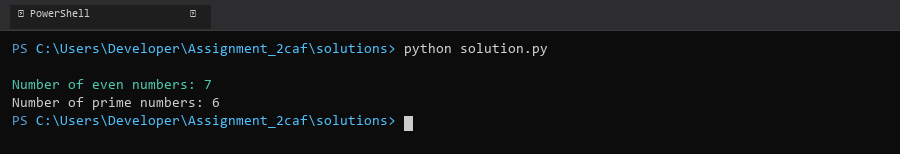 PowerShell
PS C:\Users\Developer\Assignment_2caf\solutions> python solution.py
Number of even numbers: 7
Number of prime numbers: 6
PS C:\Users\Developer\Assignment_2caf\solutions>